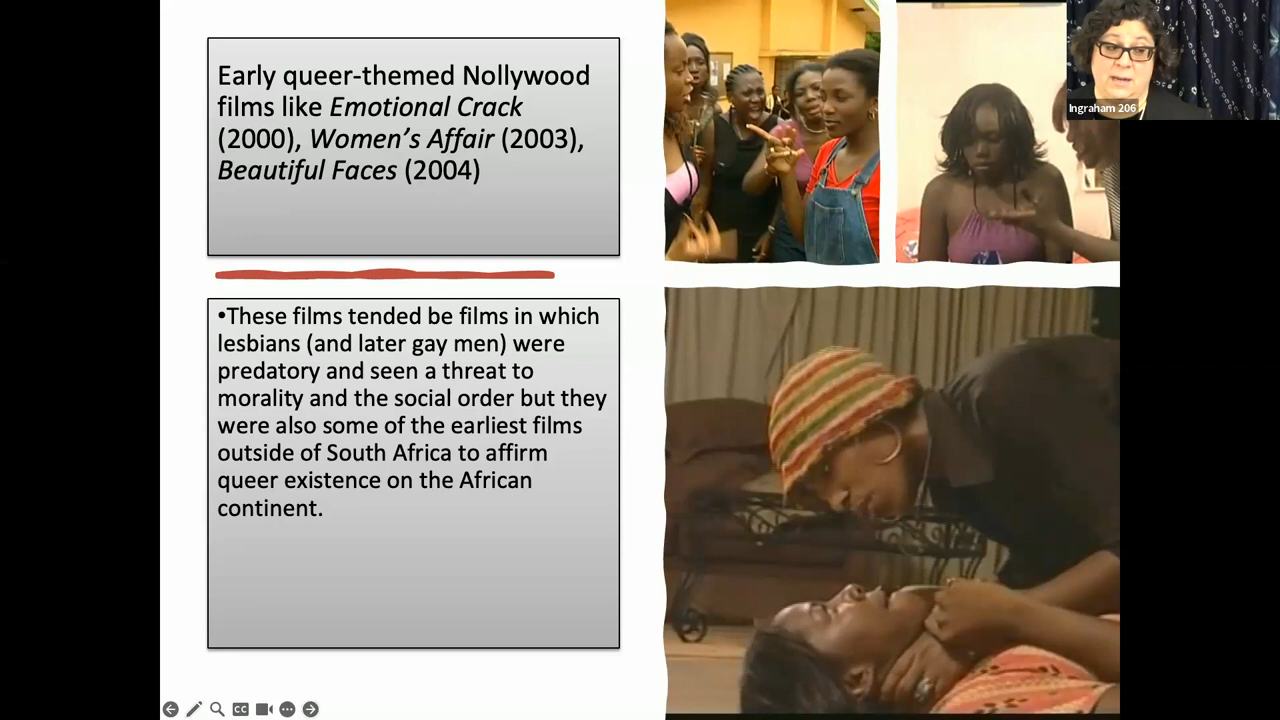 Early queer-themed Nollywood
films like Emotional Crack
(2000), Women’s Affair (2003),
Beautiful Faces (2004)
•These films tended be films in which
lesbians (and later gay men) were
predatory and seen a threat to
morality and the social order but they
were also some of the earliest films
outside of South Africa to affirm
queer existence on the African
continent.
Ingraham 206
CC